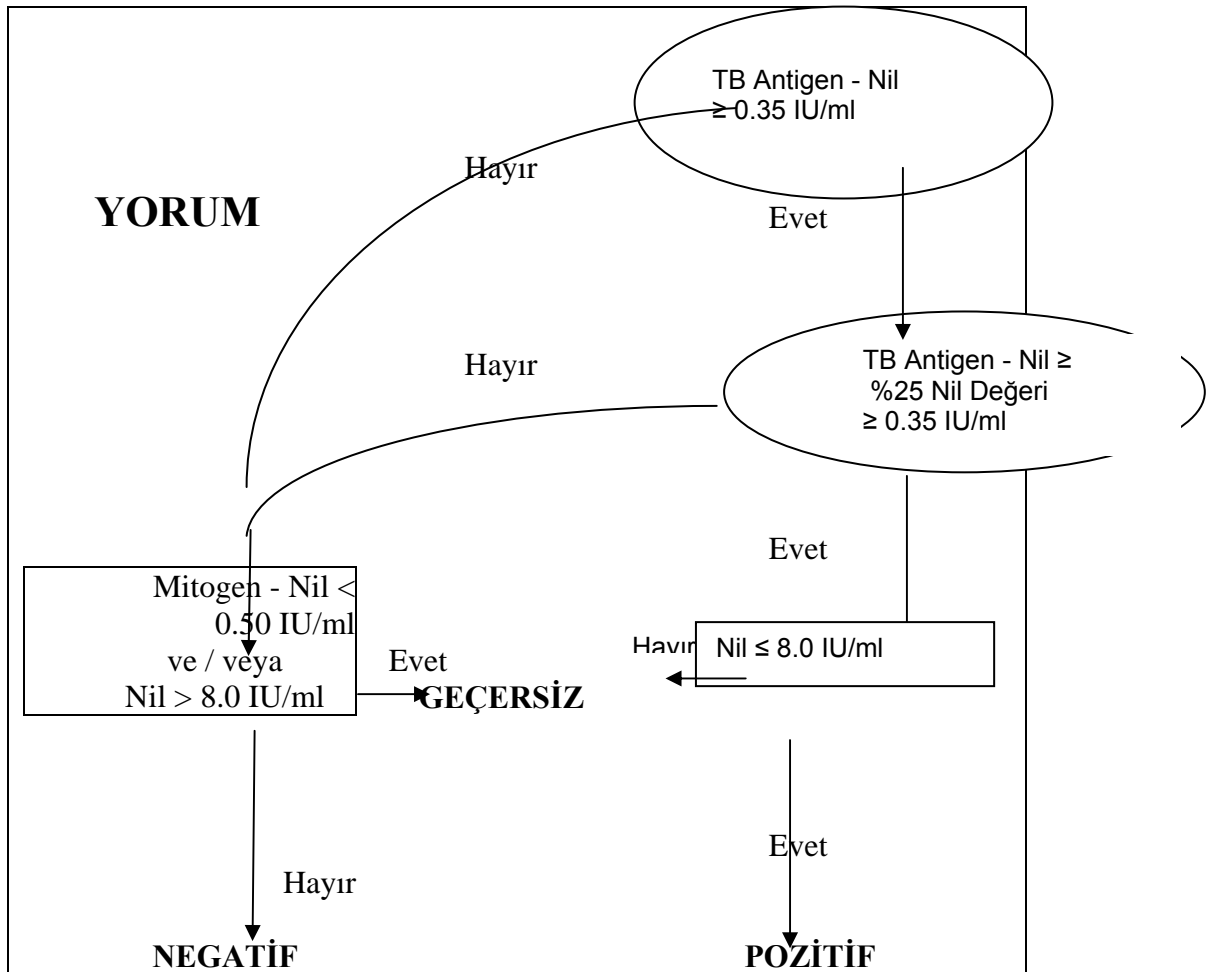 TB Antigen - Nil
≥ 0.35 IU/ml
Hayır
YORUM
Evet
Hayır
TB Antigen - Nil ≥
%25 Nil Değeri
≥ 0.35 IU/ml
Evet
Mitogen - Nil <
0.50 IU/ml
ve / veya
Nil > 8.0 IU/ml
Evet
GEÇERSİZ
Hayır
Nil ≤ 8.0 IU/ml
Evet
Hayır
NEGATİF
POZİTİF